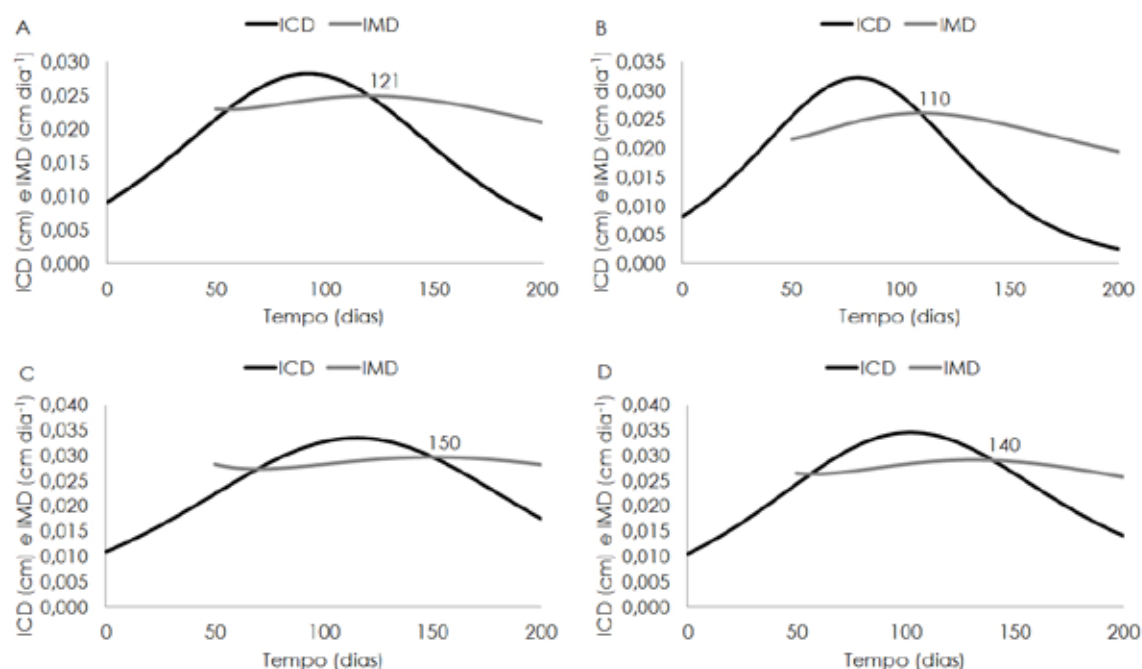 A
ICD IMD
ICD (cm) e IMD (cm dia⁻¹)
0,030
0,025
0,020
0,015
0,010
0,005
0,000
121
0 50 100 150 200
Tempo (dias)
B
ICD IMD
ICD (cm) e IMD (cm dia⁻¹)
0,035
0,030
0,025
0,020
0,015
0,010
0,005
0,000
110
0 50 100 150 200
Tempo (dias)
C
ICD IMD
ICD (cm) e IMD (cm dia⁻¹)
0,040
0,035
0,030
0,025
0,020
0,015
0,010
0,005
0,000
150
0 50 100 150 200
Tempo (dias)
D
ICD IMD
ICD (cm) e IMD (cm dia⁻¹)
0,040
0,035
0,030
0,025
0,020
0,015
0,010
0,005
0,000
140
0 50 100 150 200
Tempo (dias)